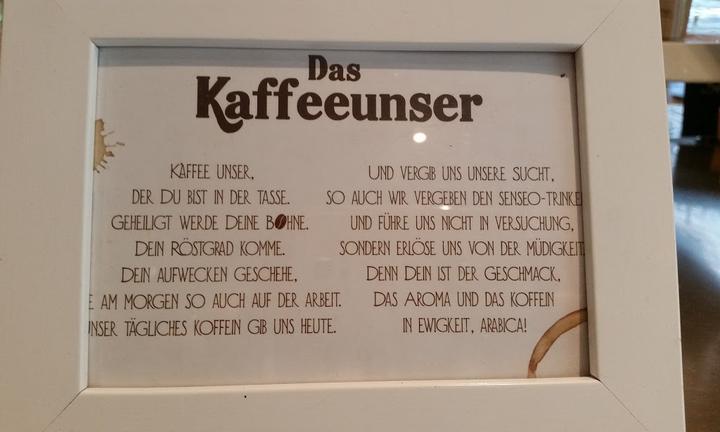 Das
Kaffeeunser
KAFFEE UNSER,
DER DU BIST IN DER TASSE.
GEHEILIGT WERDE DEINE BOHNE.
DEIN RÖSTGRAD KOMME.
DEIN AUFWECKEN GESCHEHE,
E AM MORGEN SO AUCH AUF DER ARBEIT.
UNSER TÄGLICHES KOFFEIN GIB UNS HEUTE.
UND VERGIB UNS UNSERE SUCHT,
SO AUCH WIR VERGEBEN DEN SENSEO-TRINKE
UND FÜHRE UNS NICHT IN VERSUCHUNG,
SONDERN ERLÖSE UNS VON DER MÜDIGKEIT.
DENN DEIN IST DER GESCHMACK,
DAS AROMA UND DAS KOFFEIN
IN EWIGKEIT, ARABICA!